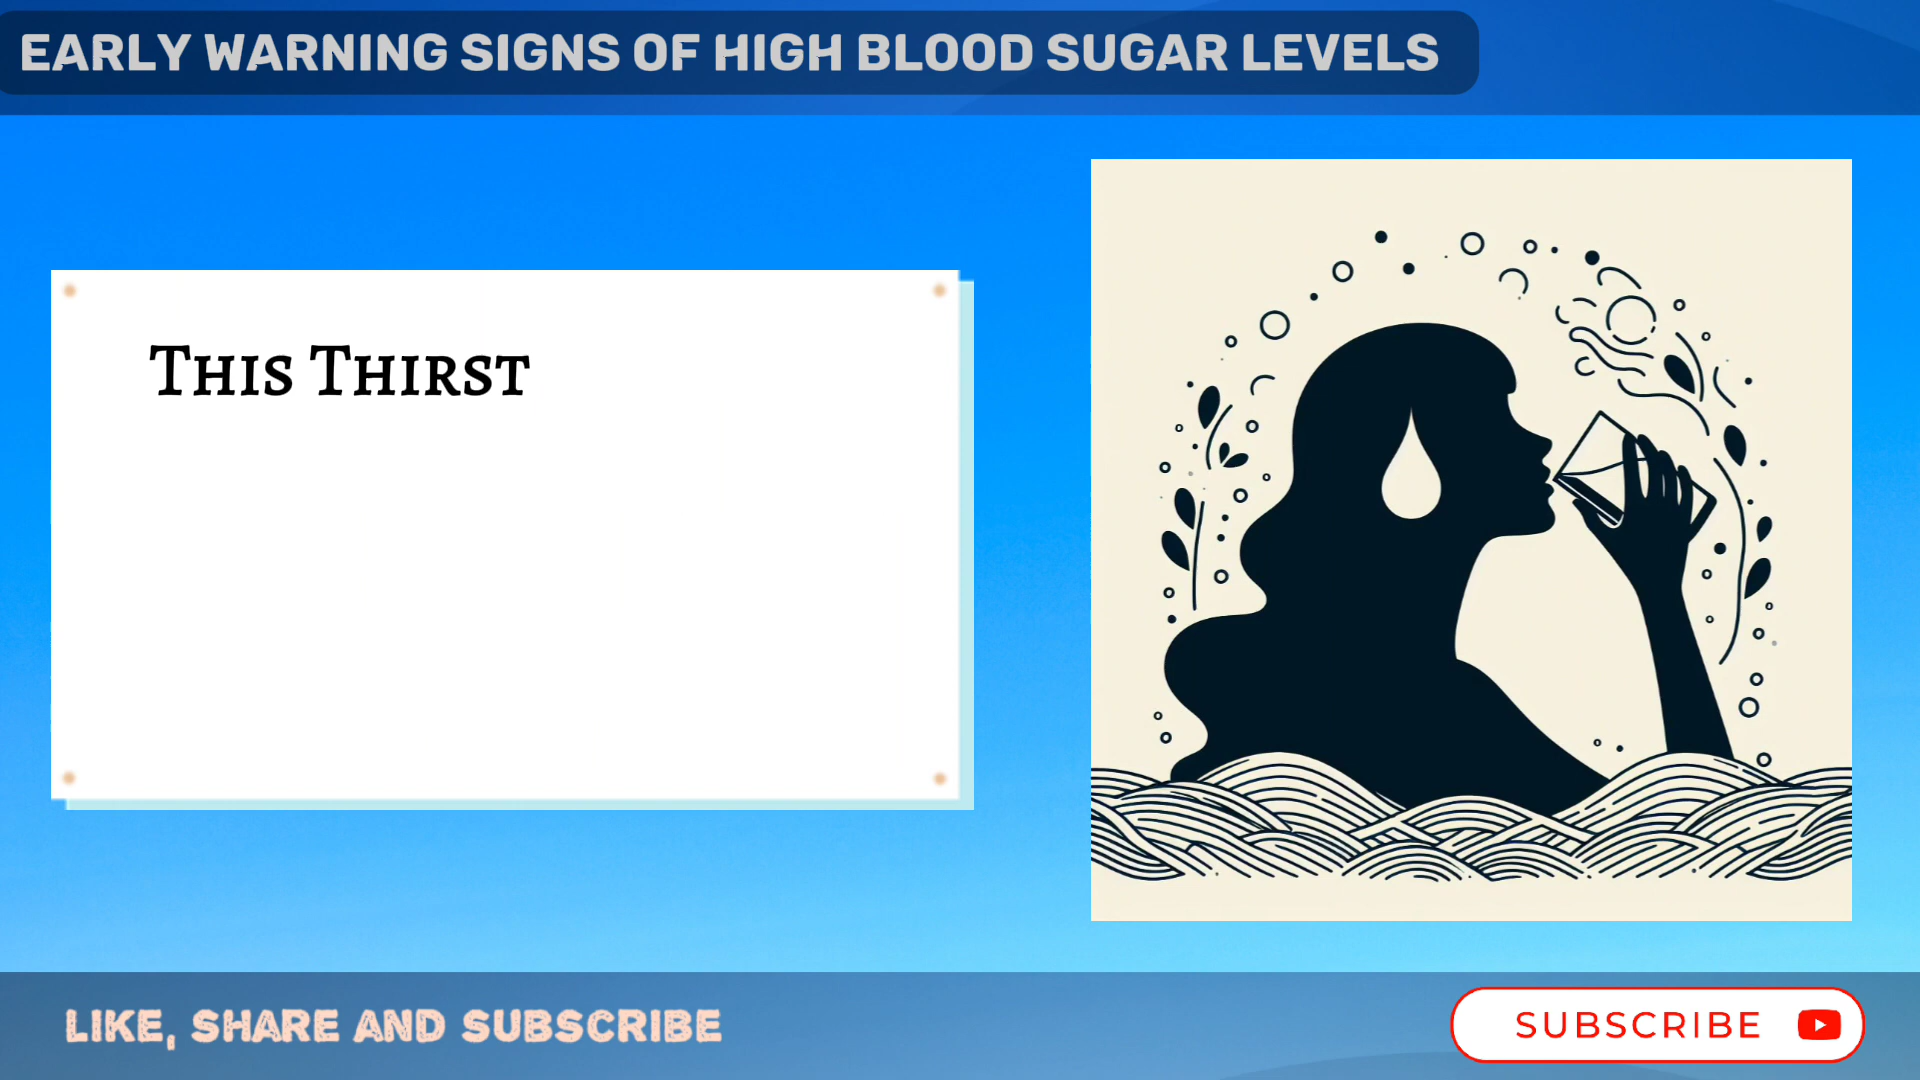 EARLY WARNING SIGNS OF HIGH BLOOD SUGAR LEVELS
This Thirst
LIKE, SHARE AND SUBSCRIBE
SUBSCRIBE